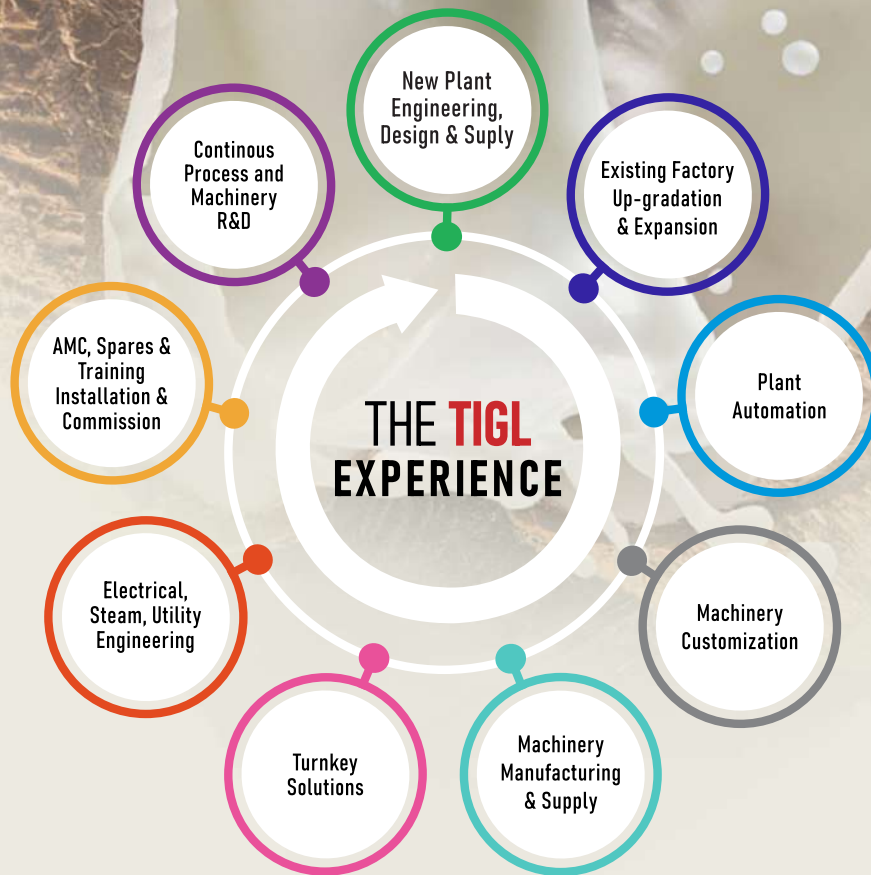 New Plant
Engineering,
Design & Suply
Existing Factory
Up-gradation
& Expansion
Plant
Automation
Machinery
Customization
Machinery
Manufacturing
& Supply
Turnkey
Solutions
Electrical,
Steam, Utility
Engineering
AMC, Spares &
Training
Installation &
Commission
Continous
Process and
Machinery
R&D
THE TIGL
EXPERIENCE